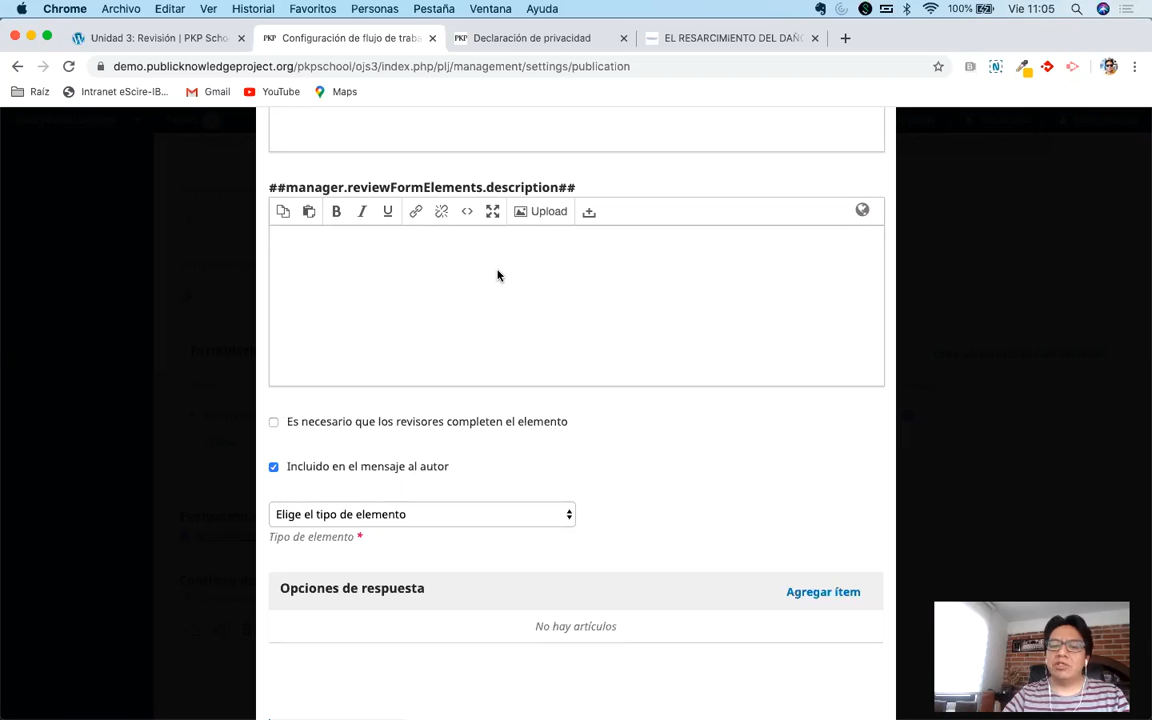 Chrome Archivo Editar Ver Historial Favoritos Personas Pestaña Ventana Ayuda 100% Vie 11:05
Unidad 3: Revisión | PKP Scho PKP Configuración de flujo de traba PKP Declaración de privacidad EL RESARCIMIENTO DEL DAÑO
demo.publicknowledgeproject.org/pkpschool/ojs3/index.php/plj/management/settings/publication
Raíz Intranet eScire-IB... Gmail YouTube Maps
##manager.reviewFormElements.description##
B I U Upload
Es necesario que los revisores completen el elemento
Incluido en el mensaje al autor
Elige el tipo de elemento
Tipo de elemento *
Opciones de respuesta Agregar ítem
No hay artículos